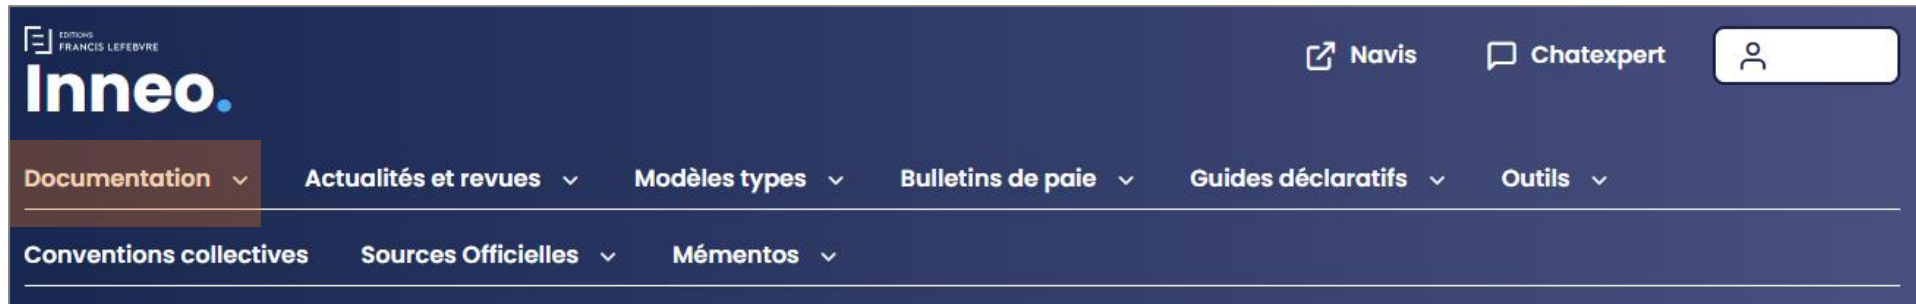 EDITIONS
FRANCIS LEFEBVRE
Inneo.
Navis Chatexpert
Documentation Actualités et revues Modèles types Bulletins de paie Guides déclaratifs Outils
Conventions collectives Sources Officielles Mémentos